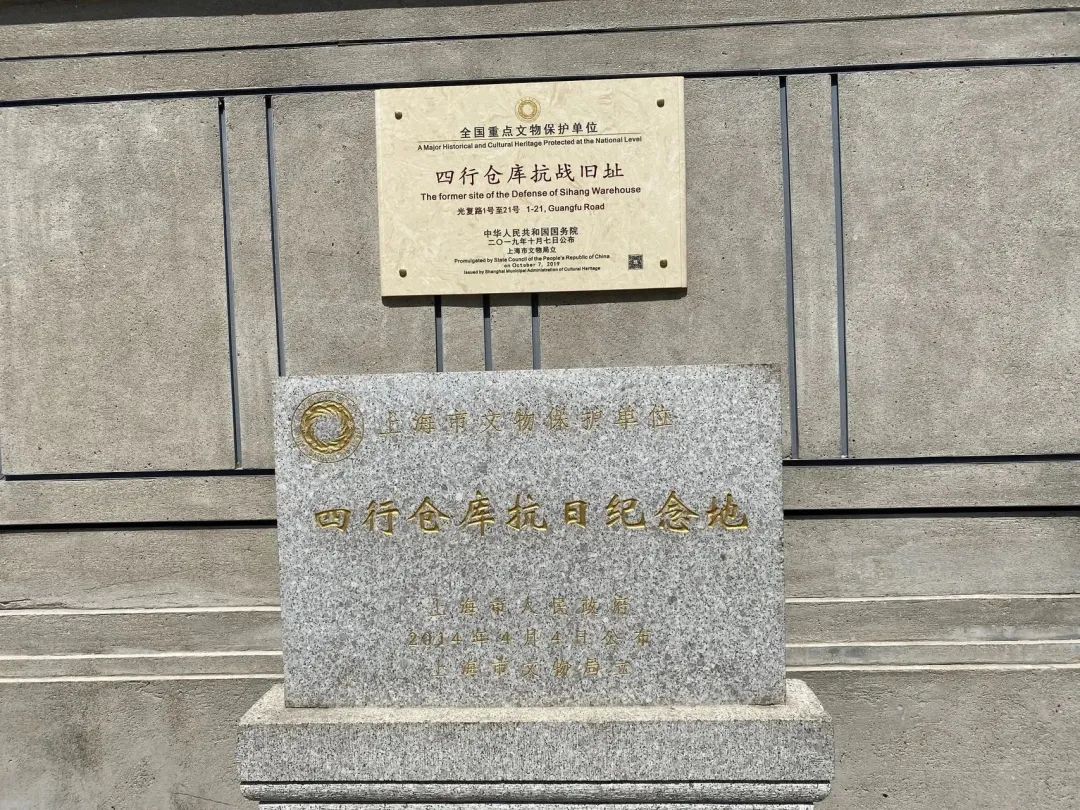 全国重点文物保护单位
A Major Historical and Cultural Heritage Protected at the National Level
四行仓库抗战旧址
The former site of the Defense of Sihang Warehouse
光复路1号至21号 1-21, Guangfu Road
中华人民共和国国务院
二〇一九年十月七日公布
上海市文物局立
Promulgated by State Council of the People's Republic of China
on October 7, 2019
Issued by Shanghai Municipal Administration of Cultural Heritage
上海市文物保护单位
四行仓库抗日纪念地
上海市人民政府
2014年4月4日公布
上海市文物局立